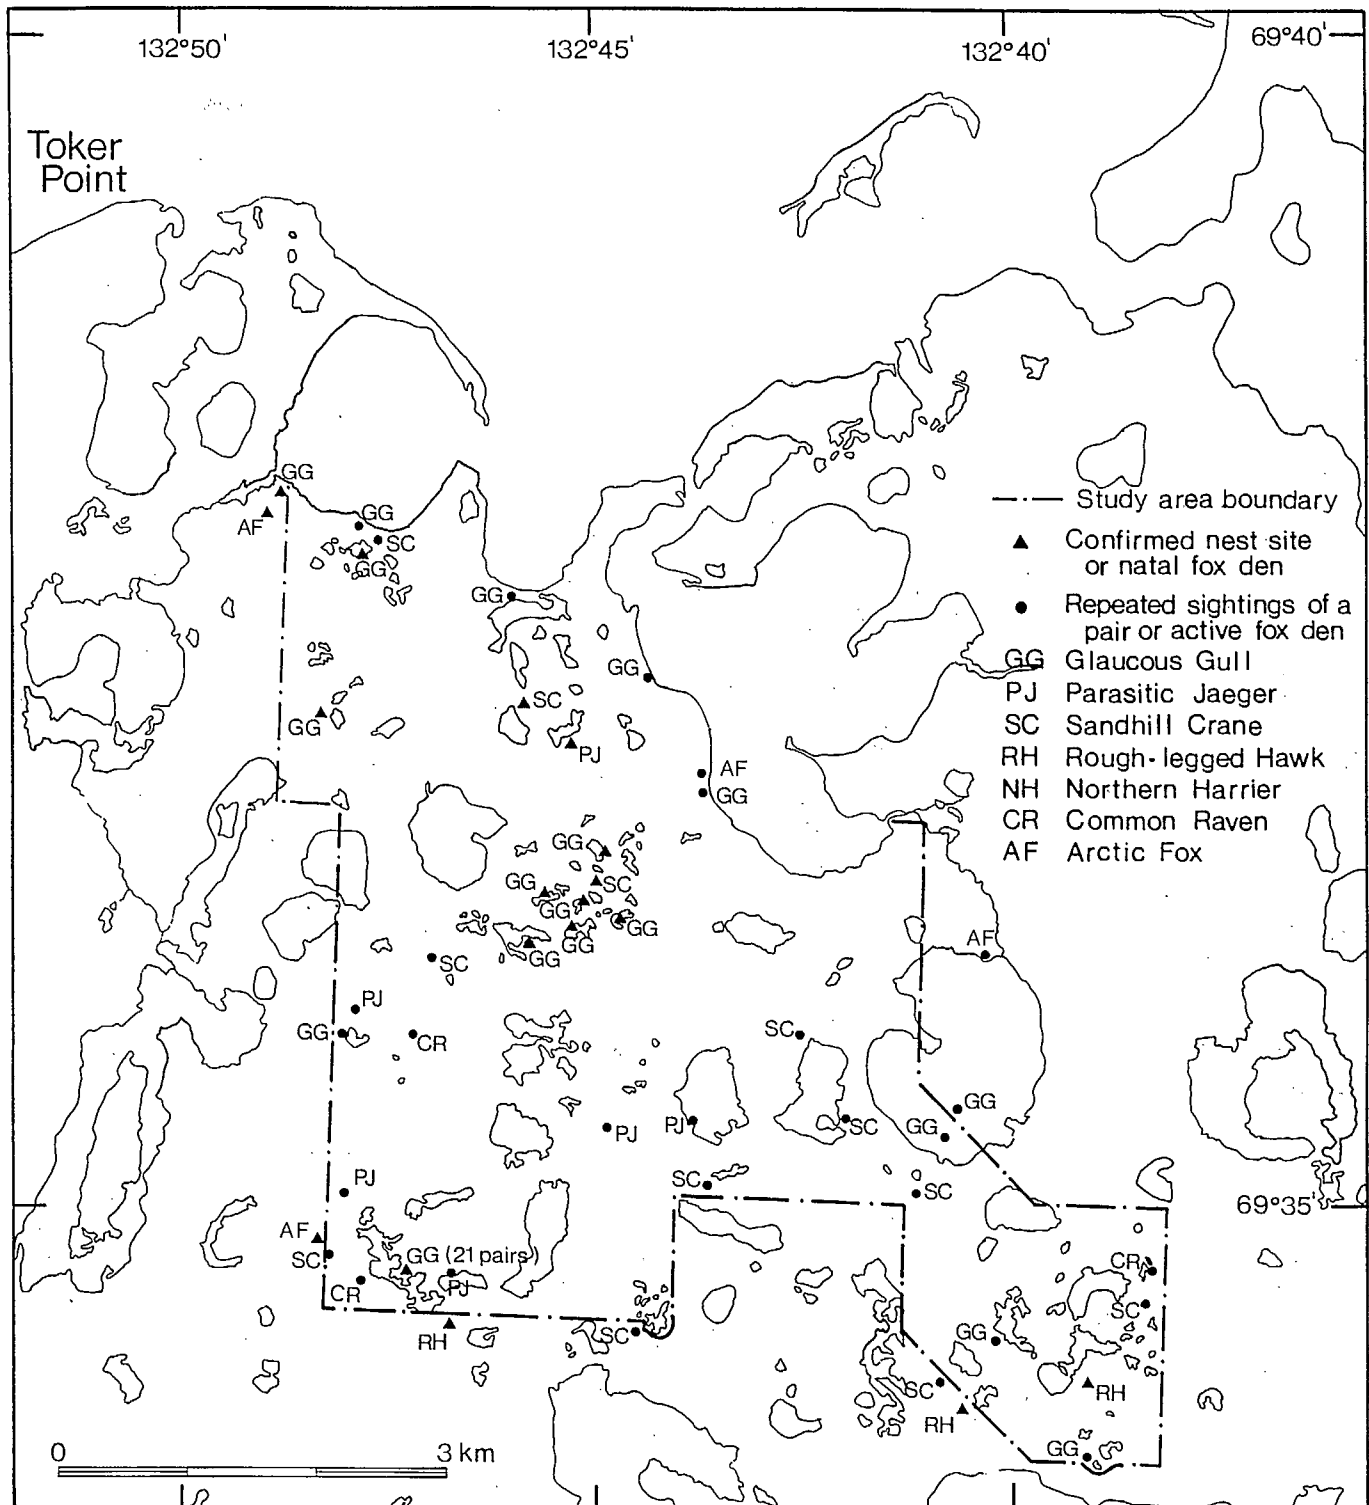 132°50'
132°45'
132°40'
69°40'
Toker
Point
GG
AF
GG
SC
GG
GG
GG
SC
GG
PJ
AF
GG
Study area boundary
Confirmed nest site
or natal fox den
Repeated sightings of a
pair or active fox den
GG Glaucous Gull
PJ Parasitic Jaeger
SC Sandhill Crane
RH Rough-legged Hawk
NH Northern Harrier
CR Common Raven
AF Arctic Fox
GG
GG
SC
GG
GG
GG
GG
AF
SC
PJ
GG
CR
SC
GG
GG
PJ
PJ
SC
PJ
SC
SC
69°35'
AF
SC
GG (21 pairs)
PJ
CR
RH
SC
CR
SC
GG
SC
RH
RH
GG
0
3 km